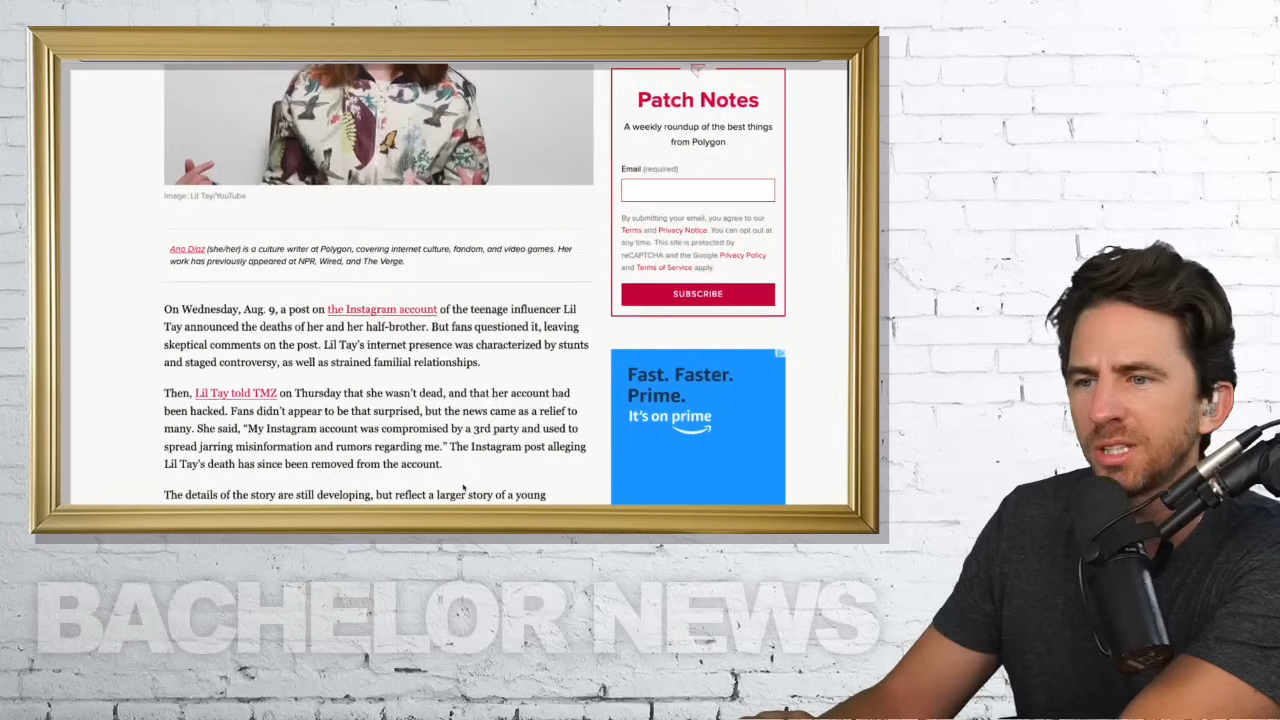 Patch Notes
A weekly roundup of the best things
from Polygon
Email (required)
By submitting your email, you agree to our
Terms and Privacy Notice. You can opt out at
any time. This site is protected by
reCAPTCHA and the Google Privacy Policy
and Terms of Service apply.
SUBSCRIBE
Image: Lil Tay/YouTube
Ana Diaz (she/her) is a culture writer at Polygon, covering internet culture, fandom, and video games. Her
work has previously appeared at NPR, Wired, and The Verge.
On Wednesday, Aug. 9, a post on the Instagram account of the teenage influencer Lil
Tay announced the deaths of her and her half-brother. But fans questioned it, leaving
skeptical comments on the post. Lil Tay’s internet presence was characterized by stunts
and staged controversy, as well as strained familial relationships.
Then, Lil Tay told TMZ on Thursday that she wasn’t dead, and that her account had
been hacked. Fans didn’t appear to be that surprised, but the news came as a relief to
many. She said, “My Instagram account was compromised by a 3rd party and used to
spread jarring misinformation and rumors regarding me.” The Instagram post alleging
Lil Tay’s death has since been removed from the account.
The details of the story are still developing, but reflect a larger story of a young
Fast. Faster.
Prime.
It’s on prime
BACHELOR NEWS